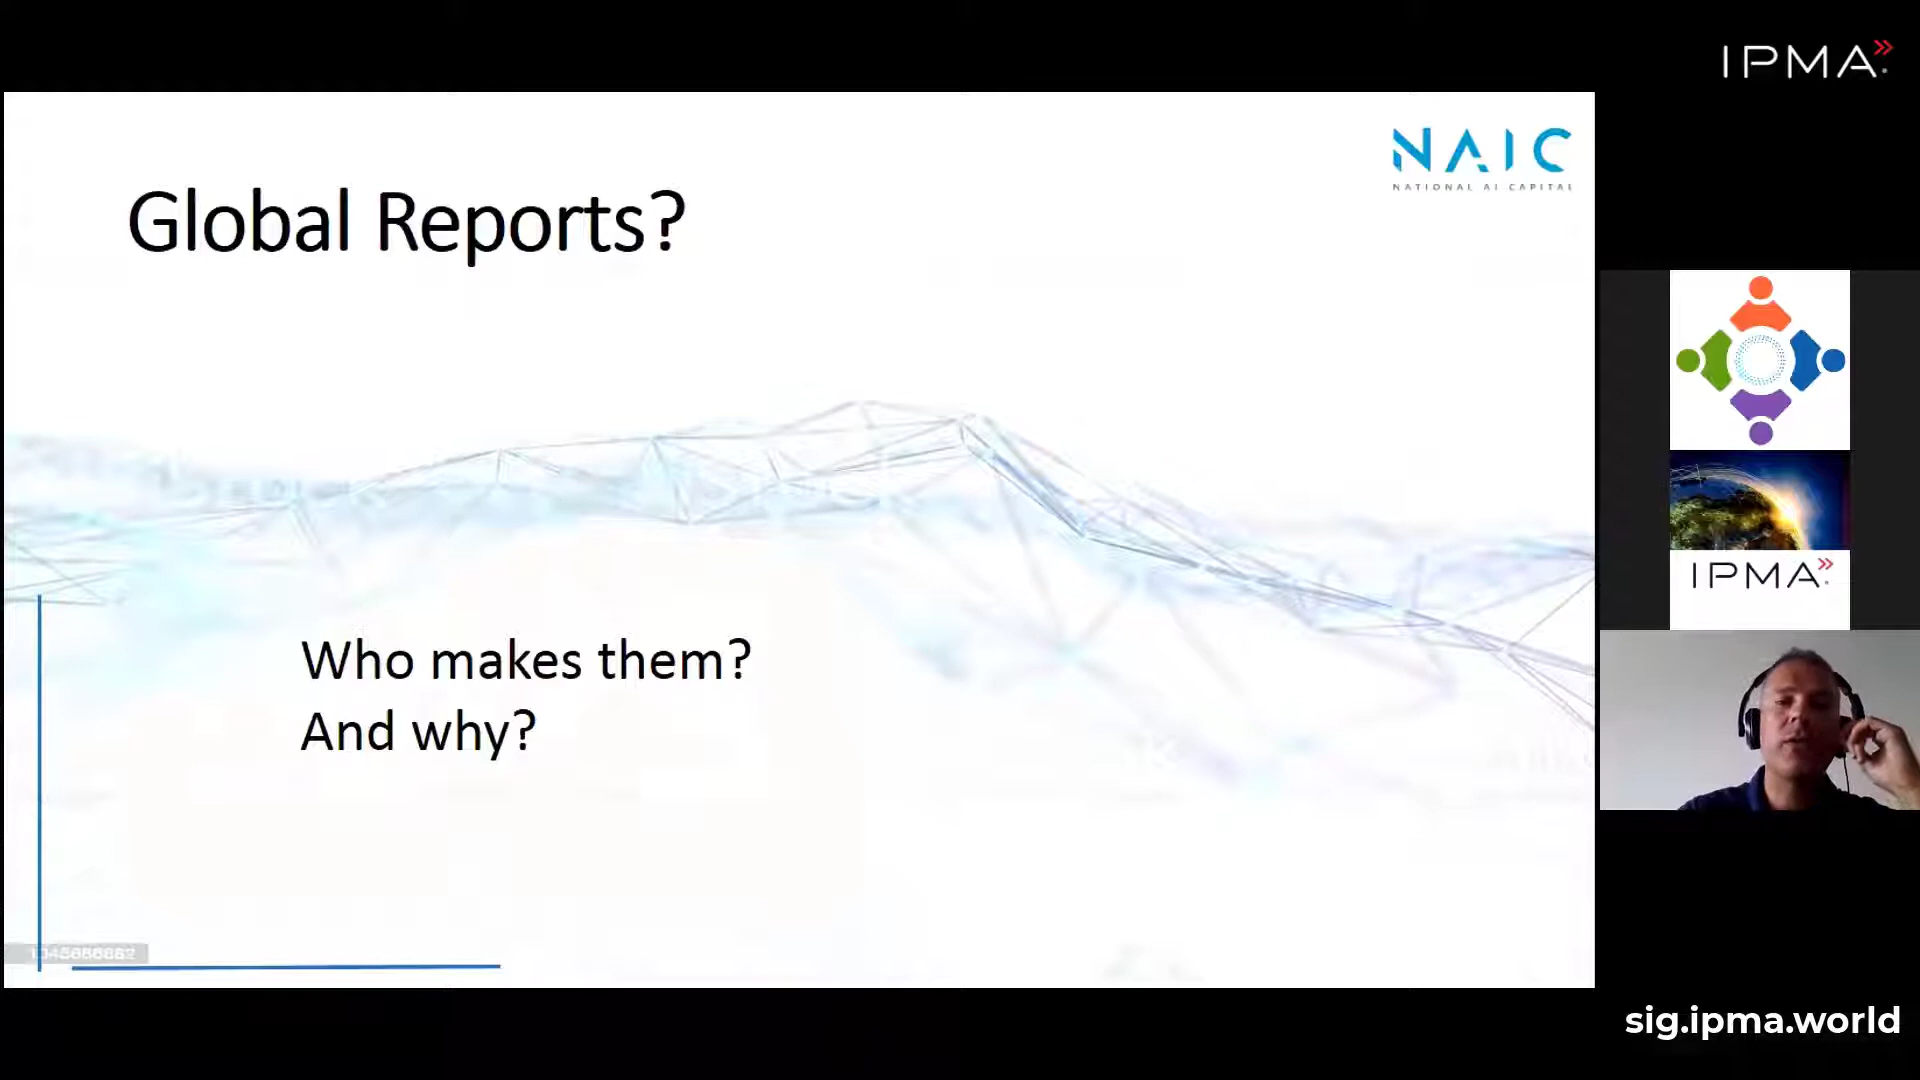 IPMA
NAIC
NATIONAL AI CAPITAL
Global Reports?
Who makes them?
And why?
IPMA
sig.ipma.world